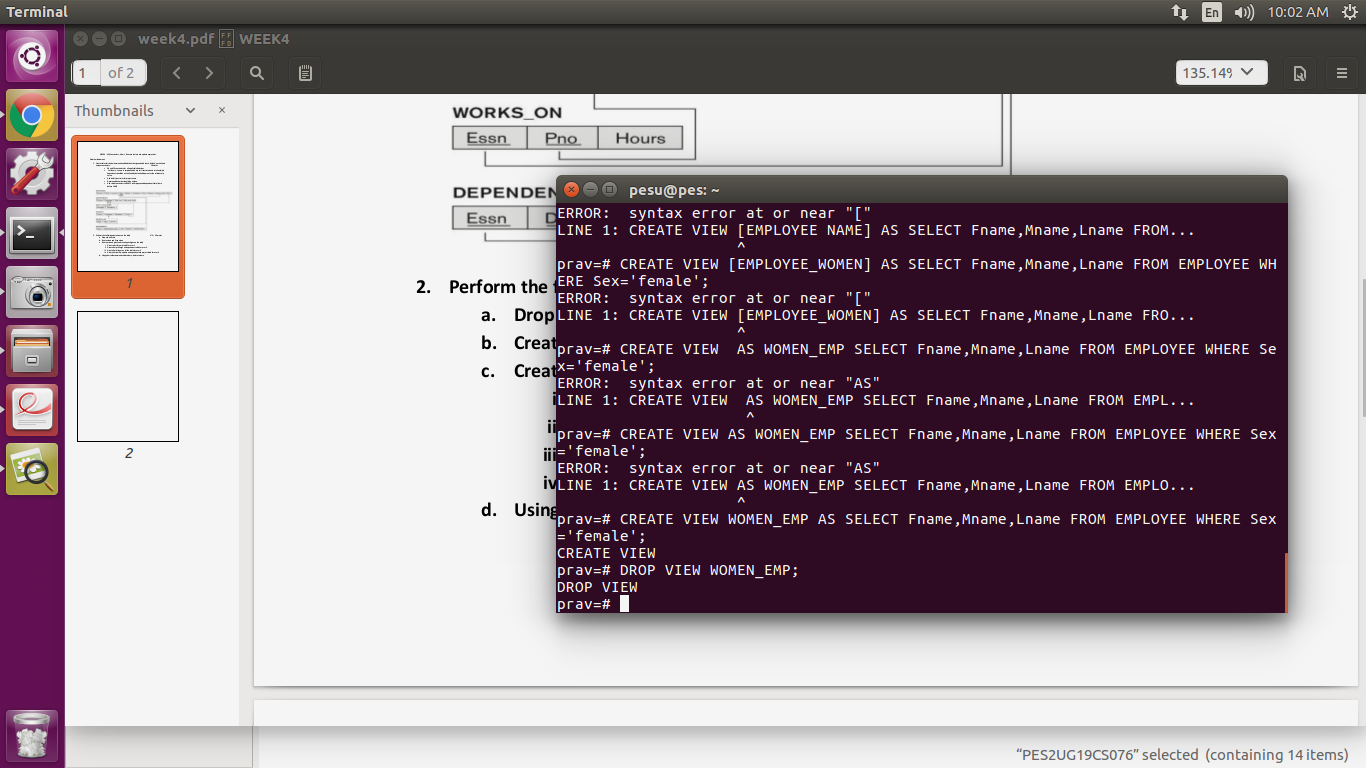 Terminal
En
10:02 AM
week4.pdf
WEEK4
1 of 2
135.14%
Thumbnails
1
2
WORKS_ON
Essn Pno Hours
DEPENDEN
Essn D
2. Perform the
a. Drop
b. Creat
c. Creat
ii
iii
iv
d. Using
pesu@pes: ~
ERROR:  syntax error at or near "["
LINE 1: CREATE VIEW [EMPLOYEE NAME] AS SELECT Fname,Mname,Lname FROM...
^
prav=# CREATE VIEW [EMPLOYEE_WOMEN] AS SELECT Fname,Mname,Lname FROM EMPLOYEE WH
ERE Sex='female';
ERROR:  syntax error at or near "["
LINE 1: CREATE VIEW [EMPLOYEE_WOMEN] AS SELECT Fname,Mname,Lname FRO...
^
prav=# CREATE VIEW  AS WOMEN_EMP SELECT Fname,Mname,Lname FROM EMPLOYEE WHERE Se
x='female';
ERROR:  syntax error at or near "AS"
LINE 1: CREATE VIEW  AS WOMEN_EMP SELECT Fname,Mname,Lname FROM EMPL...
^
prav=# CREATE VIEW AS WOMEN_EMP SELECT Fname,Mname,Lname FROM EMPLOYEE WHERE Sex
='female';
ERROR:  syntax error at or near "AS"
LINE 1: CREATE VIEW AS WOMEN_EMP SELECT Fname,Mname,Lname FROM EMPLO...
^
prav=# CREATE VIEW WOMEN_EMP AS SELECT Fname,Mname,Lname FROM EMPLOYEE WHERE Sex
='female';
CREATE VIEW
prav=# DROP VIEW WOMEN_EMP;
DROP VIEW
prav=#
“PES2UG19CS076” selected (containing 14 items)